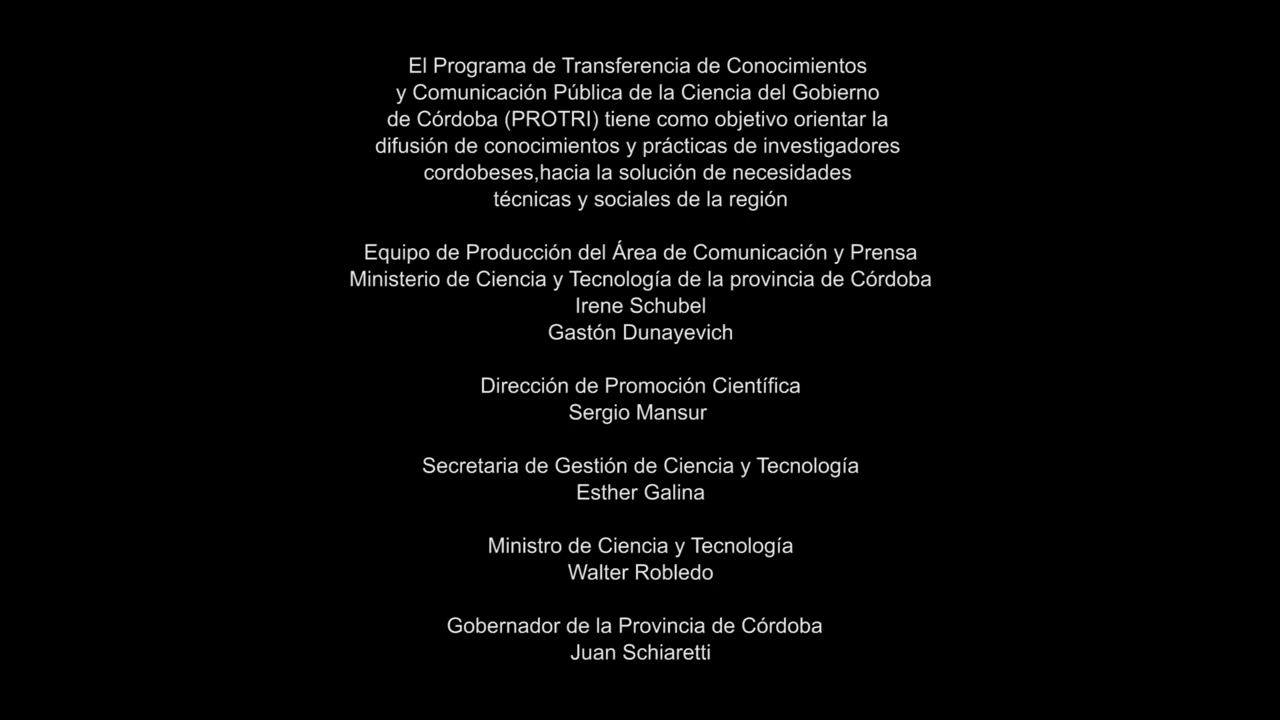 El Programa de Transferencia de Conocimientos
y Comunicación Pública de la Ciencia del Gobierno
de Córdoba (PROTRI) tiene como objetivo orientar la
difusión de conocimientos y prácticas de investigadores
cordobeses,hacia la solución de necesidades
técnicas y sociales de la región
Equipo de Producción del Área de Comunicación y Prensa
Ministerio de Ciencia y Tecnología de la provincia de Córdoba
Irene Schubel
Gastón Dunayevich
Dirección de Promoción Científica
Sergio Mansur
Secretaria de Gestión de Ciencia y Tecnología
Esther Galina
Ministro de Ciencia y Tecnología
Walter Robledo
Gobernador de la Provincia de Córdoba
Juan Schiaretti